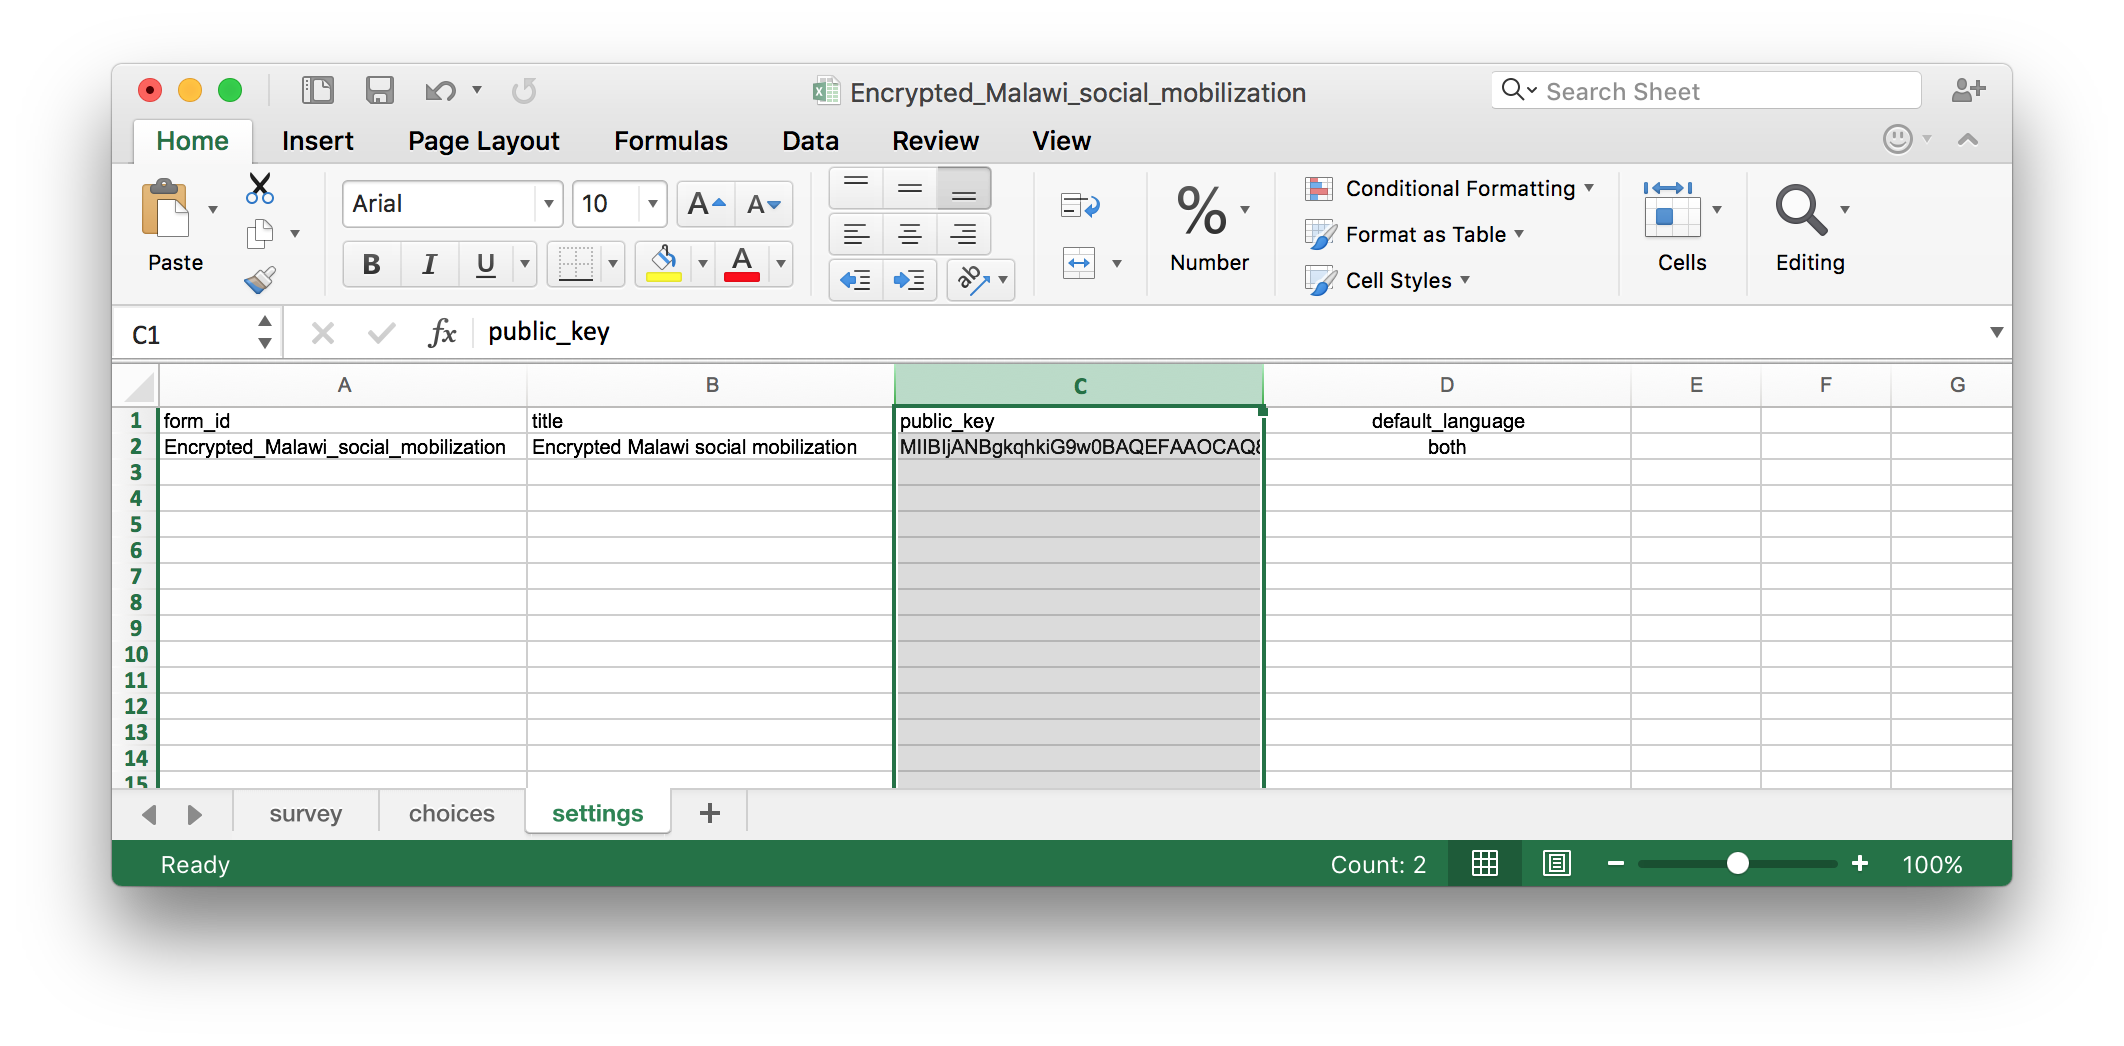 Encrypted_Malawi_social_mobilization
Search Sheet
Home Insert Page Layout Formulas Data Review View
Paste
Arial 10 A A
B I U A
ab
% Number
Conditional Formatting
Format as Table
Cell Styles
Cells
Editing
C1 fx public_key
A B C D E F G
1 form_id title public_key default_language
2 Encrypted_Malawi_social_mobilization Encrypted Malawi social mobilization MIIBIjANBgkqhkiG9w0BAQEFAAOCAQ8 both
3
4
5
6
7
8
9
10
11
12
13
14
15
survey choices settings +
Ready Count: 2 − + 100%